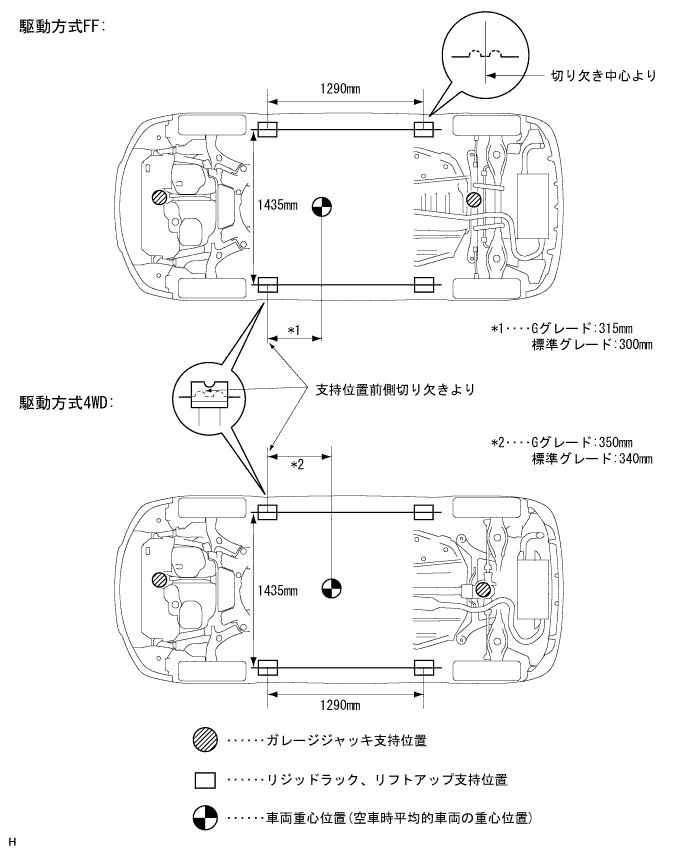 駆動方式FF:
切り欠き中心より
1290mm
1435mm
*1
*1‥‥Gグレード:315mm
標準グレード:300mm
支持位置前側切り欠きより
駆動方式4WD:
*2‥‥Gグレード:350mm
標準グレード:340mm
*2
1435mm
1290mm
‥‥‥ガレージジャッキ支持位置
‥‥‥リジッドラック、リフトアップ支持位置
‥‥‥車両重心位置(空車時平均的車両の重心位置)
H